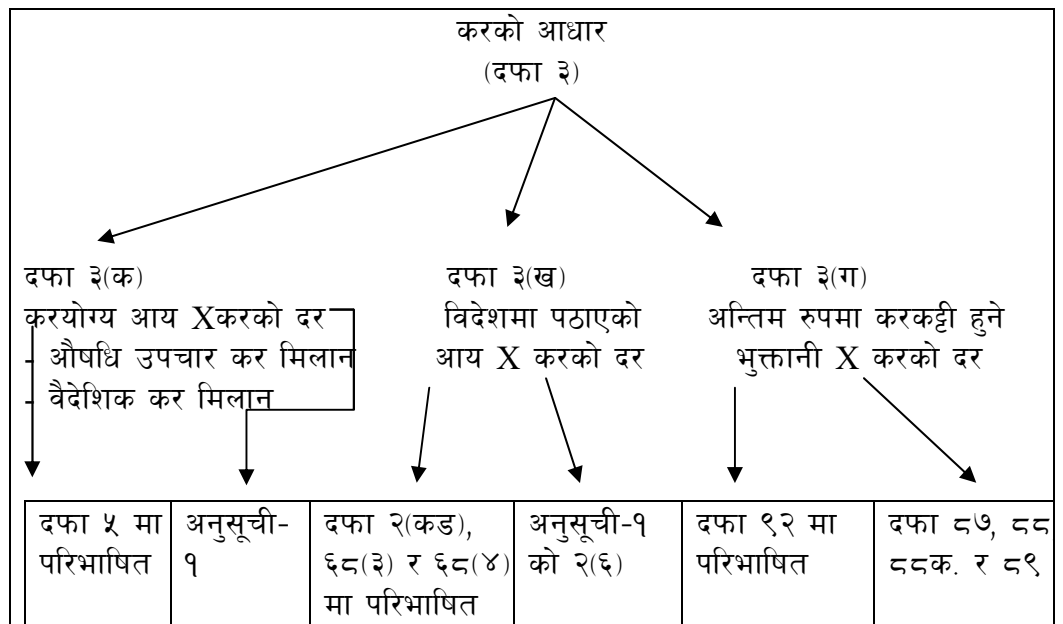 करको आधार
(दफा ३)
दफा ३(क)
करयोग्य आय Xकरको दर
- औषधि उपचार कर मिलान
- वैदेशिक कर मिलान
दफा ३(ख)
विदेशमा पठाएको
आय X करको दर
दफा ३(ग)
अन्तिम रुपमा करकट्टी हुने
भुक्तानी X करको दर
दफा ५ मा
परिभाषित
अनुसूची-
१
दफा २(कड),
६८(३) र ६८(४)
मा परिभाषित
अनुसूची-१
को २(६)
दफा ९२ मा
परिभाषित
दफा ८७, ८८
८८क. र ८९